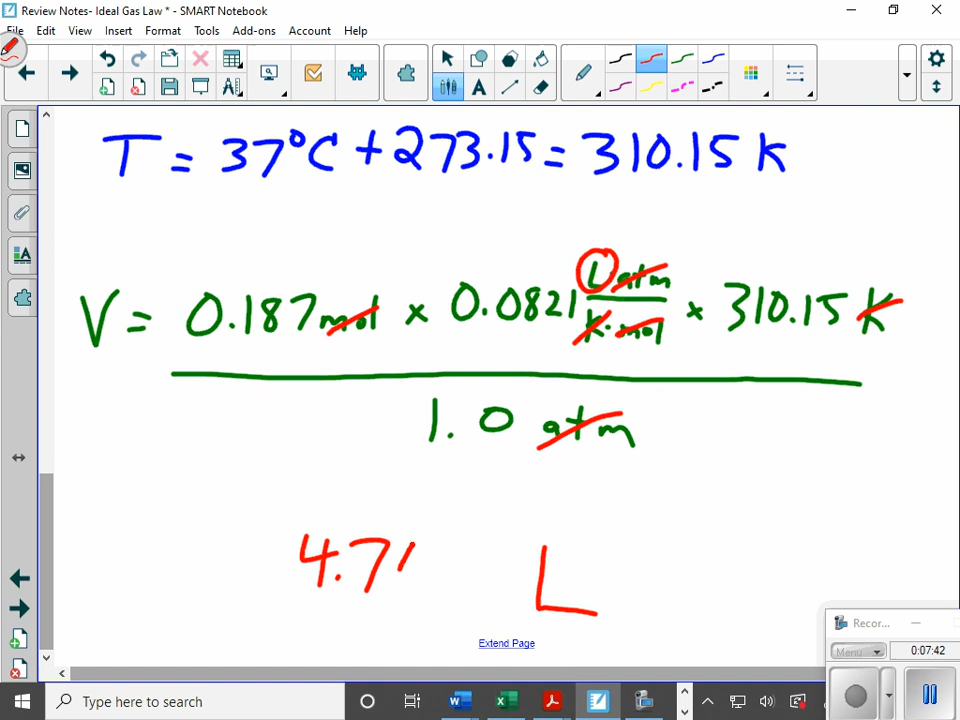 Review Notes- Ideal Gas Law * - SMART Notebook
File Edit View Insert Format Tools Add-ons Account Help
T = 37°C + 273.15 = 310.15 K
L atm
V = 0.187 mol × 0.0821 K·mol × 310.15 K
1.0 atm
4.7 L
Extend Page
Recor...
Menu 0:07:42
Type here to search